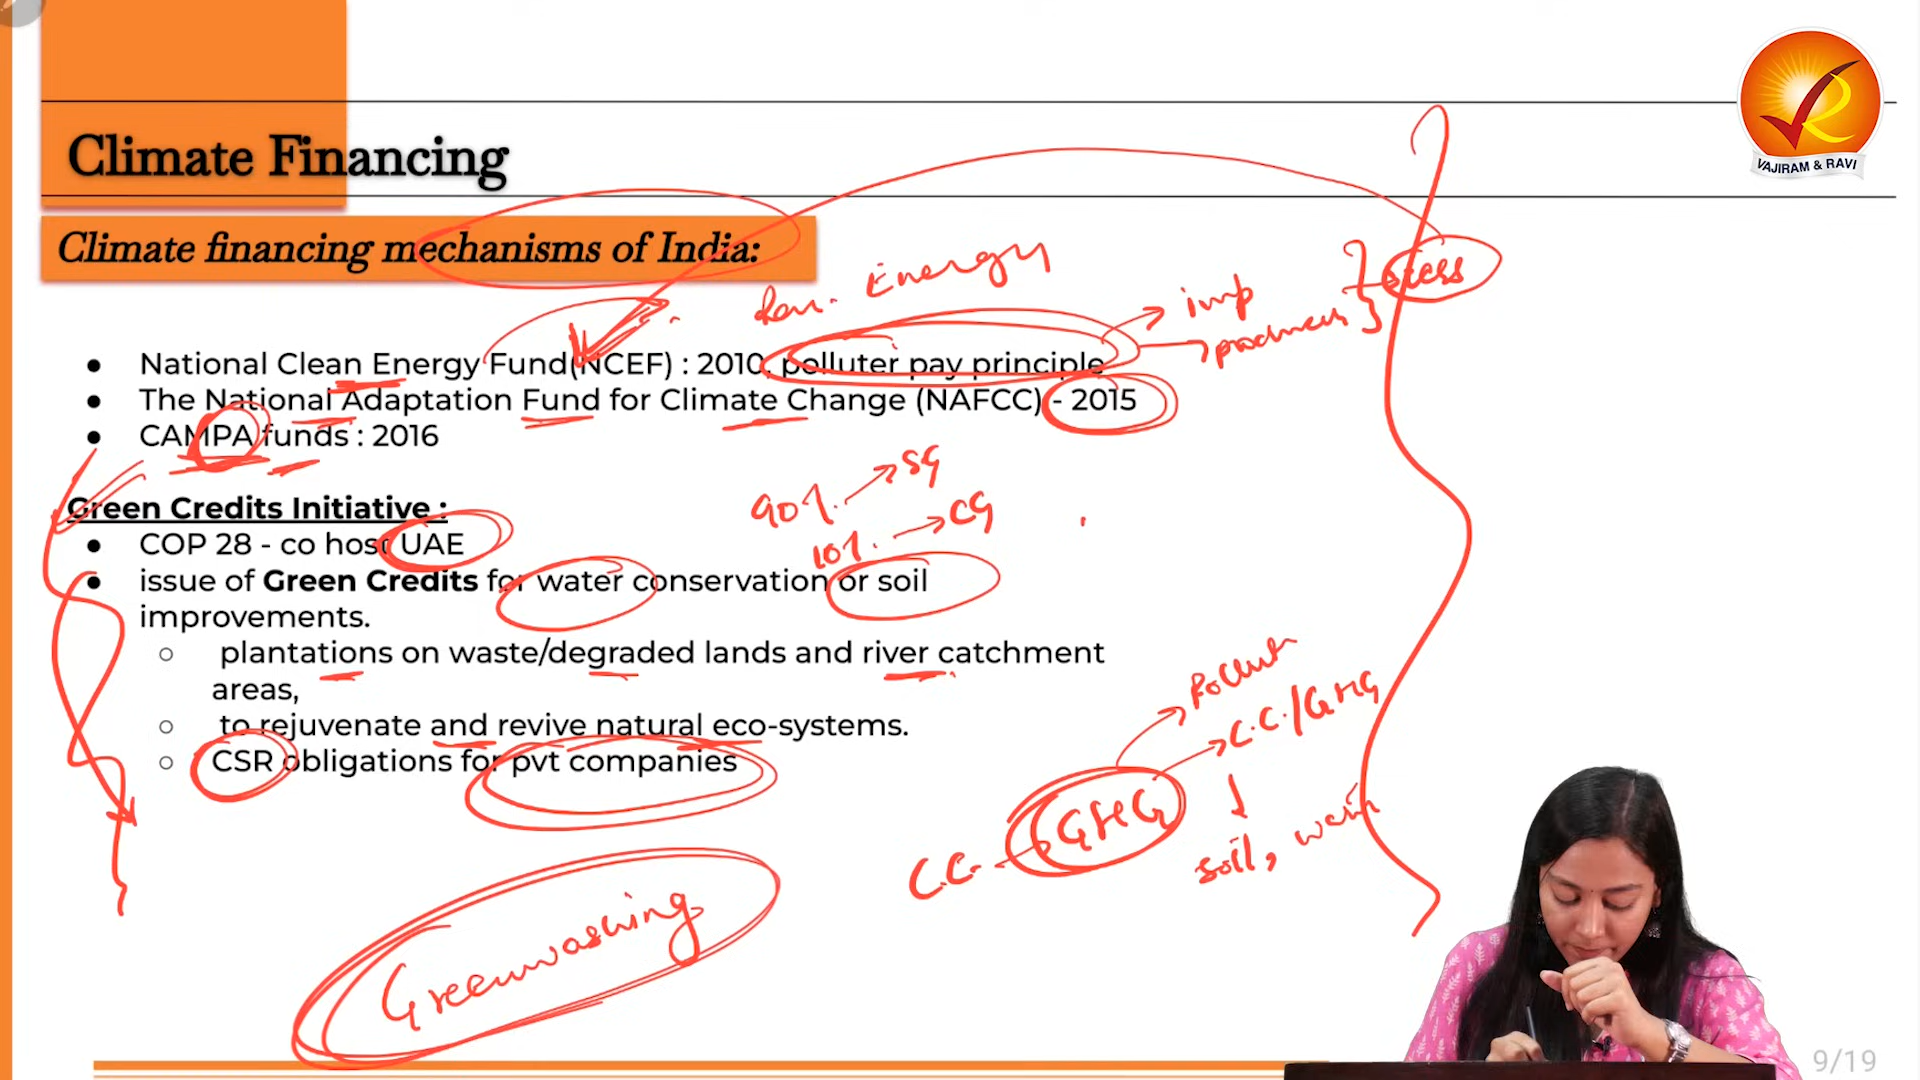 VAJIRAM & RAVI
Climate Financing
Climate financing mechanisms of India:
Ren. Energy
imp
producers
cess
● National Clean Energy Fund(NCEF) : 2010, polluter pay principle
● The National Adaptation Fund for Climate Change (NAFCC) - 2015
● CAMPA funds : 2016
90% → SG
10% → CG
Green Credits Initiative :
● COP 28 - co host UAE
● issue of Green Credits for water conservation or soil
improvements.
○ plantations on waste/degraded lands and river catchment
areas,
○ to rejuvenate and revive natural eco-systems.
○ CSR obligations for pvt companies
Pollut
C.C./GHG
C.C. → GHG
soil,
Greenwashing
9/19